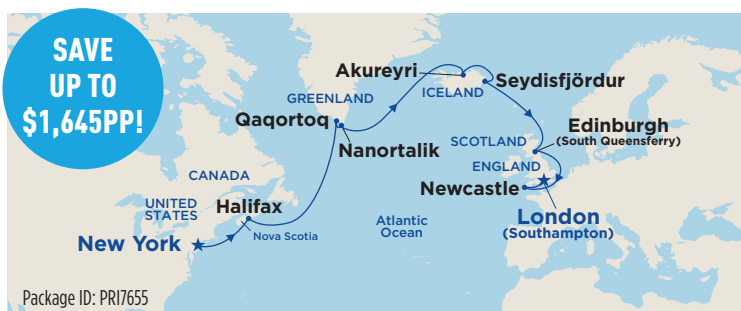 SAVE
UP TO
$1,645PP!
Akureyri
Seydisfjördur
ICELAND
GREENLAND
Qaqortoq
Nanortalik
Edinburgh
(South Queensferry)
SCOTLAND
ENGLAND
Newcastle
London
(Southampton)
CANADA
UNITED
STATES
Halifax
Nova Scotia
New York
Atlantic
Ocean
Package ID: PRI7655